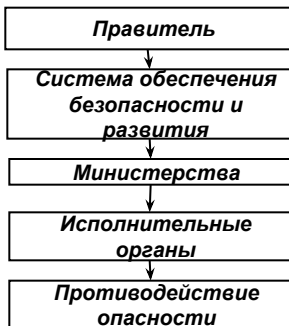 Правитель
Система обеспечения
безопасности и
развития
Министерства
Исполнительные
органы
Противодействие
опасности